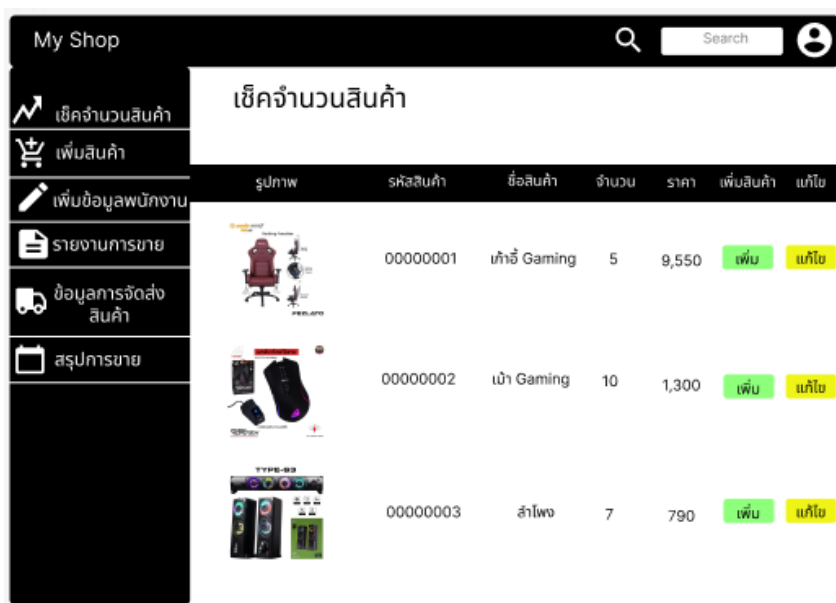 My Shop
Search
เช็คจำนวนสินค้า
เพิ่มสินค้า
เพิ่มข้อมูลพนักงาน
รายงานการขาย
ข้อมูลการจัดส่ง
สินค้า
สรุปการขาย
เช็คจำนวนสินค้า
รูปภาพ รหัสสินค้า ชื่อสินค้า จำนวน ราคา เพิ่มสินค้า แก้ไข
00000001 เก้าอี้ Gaming 5 9,550 เพิ่ม แก้ไข
00000002 เม้า Gaming 10 1,300 เพิ่ม แก้ไข
TYPE-93
00000003 ลำโพง 7 790 เพิ่ม แก้ไข